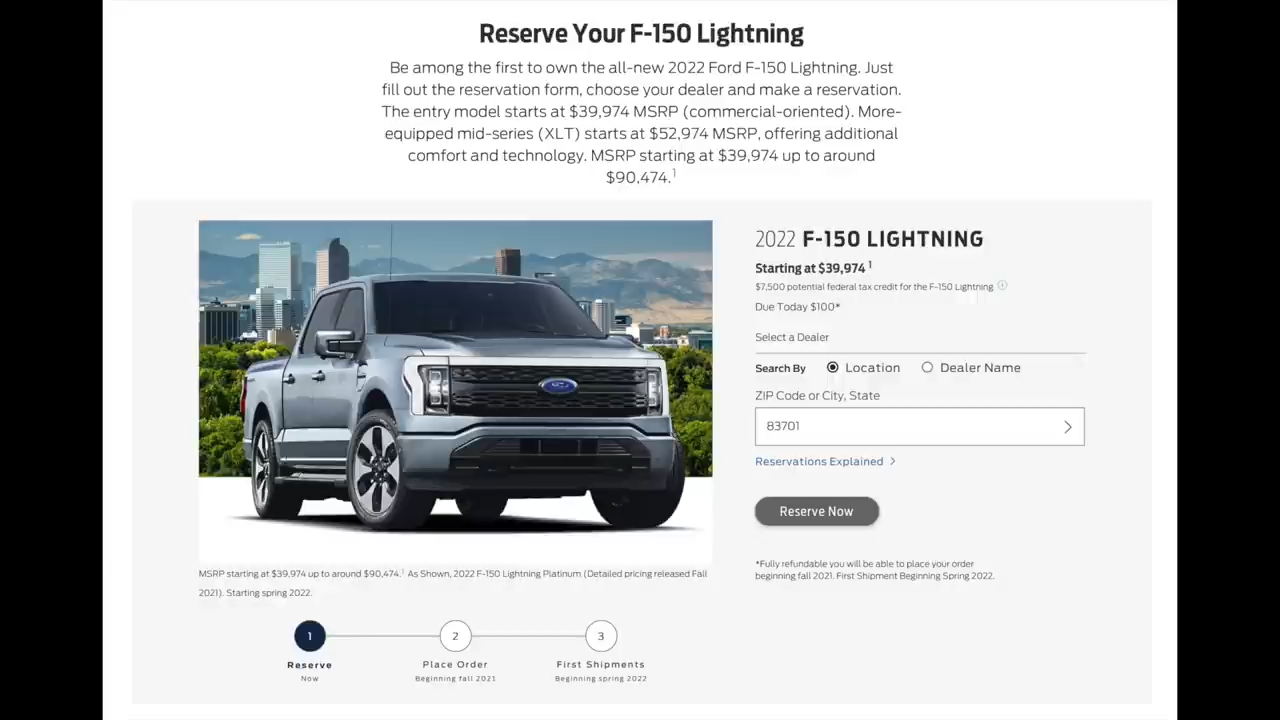 Reserve Your F-150 Lightning
Be among the first to own the all-new 2022 Ford F-150 Lightning. Just
fill out the reservation form, choose your dealer and make a reservation.
The entry model starts at $39,974 MSRP (commercial-oriented). More-
equipped mid-series (XLT) starts at $52,974 MSRP, offering additional
comfort and technology. MSRP starting at $39,974 up to around
$90,474.1
2022 F-150 LIGHTNING
Starting at $39,974 1
$7,500 potential federal tax credit for the F-150 Lightning
Due Today $100*
Select a Dealer
Search By Location Dealer Name
ZIP Code or City, State
83701
Reservations Explained
Reserve Now
*Fully refundable you will be able to place your order
beginning fall 2021. First Shipment Beginning Spring 2022.
Ford
MSRP starting at $39,974 up to around $90,474.1 As Shown, 2022 F-150 Lightning Platinum (Detailed pricing released Fall
2021). Starting spring 2022.
1 2 3
Reserve Place Order First Shipments
Now Beginning fall 2021 Beginning spring 2022